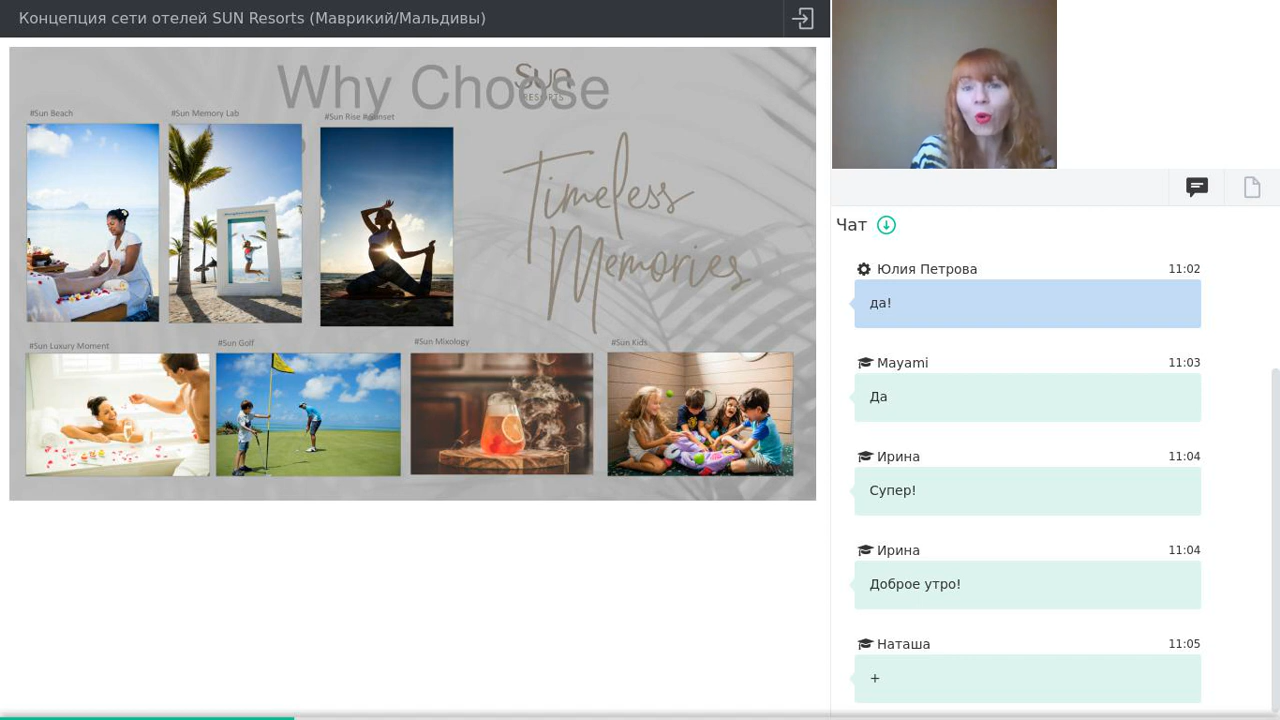 Концепция сети отелей SUN Resorts (Маврикий/Мальдивы)
Why Choose
Sun
RESORTS
#Sun Beach
#Sun Memory Lab
#Sun Rise #Sunset
Timeless
Memories
#Sun Luxury Moment
#Sun Golf
#Sun Mixology
#Sun Kids
Чат
Юлия Петрова 11:02
да!
Mayami 11:03
Да
Ирина 11:04
Супер!
Ирина 11:04
Доброе утро!
Наташа 11:05
+